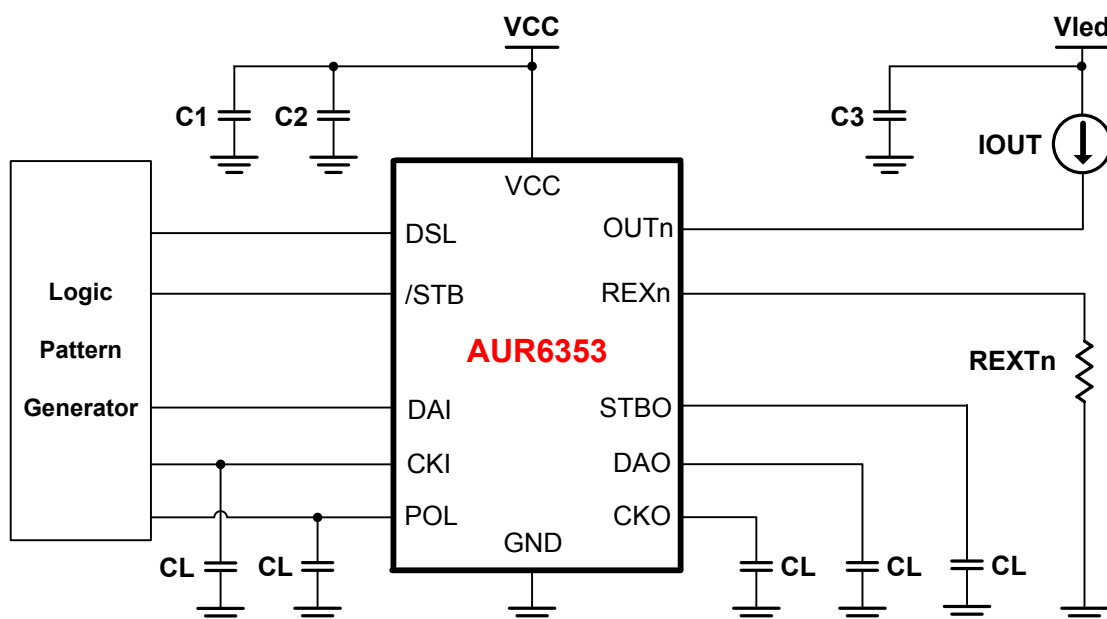 VCC
Vled
C1
C2
C3
IOUT
VCC
DSL
OUTn
Logic
Pattern
Generator
/STB
REXn
AUR6353
REXTn
DAI
STBO
CKI
DAO
POL
CKO
GND
CL
CL
CL
CL
CL